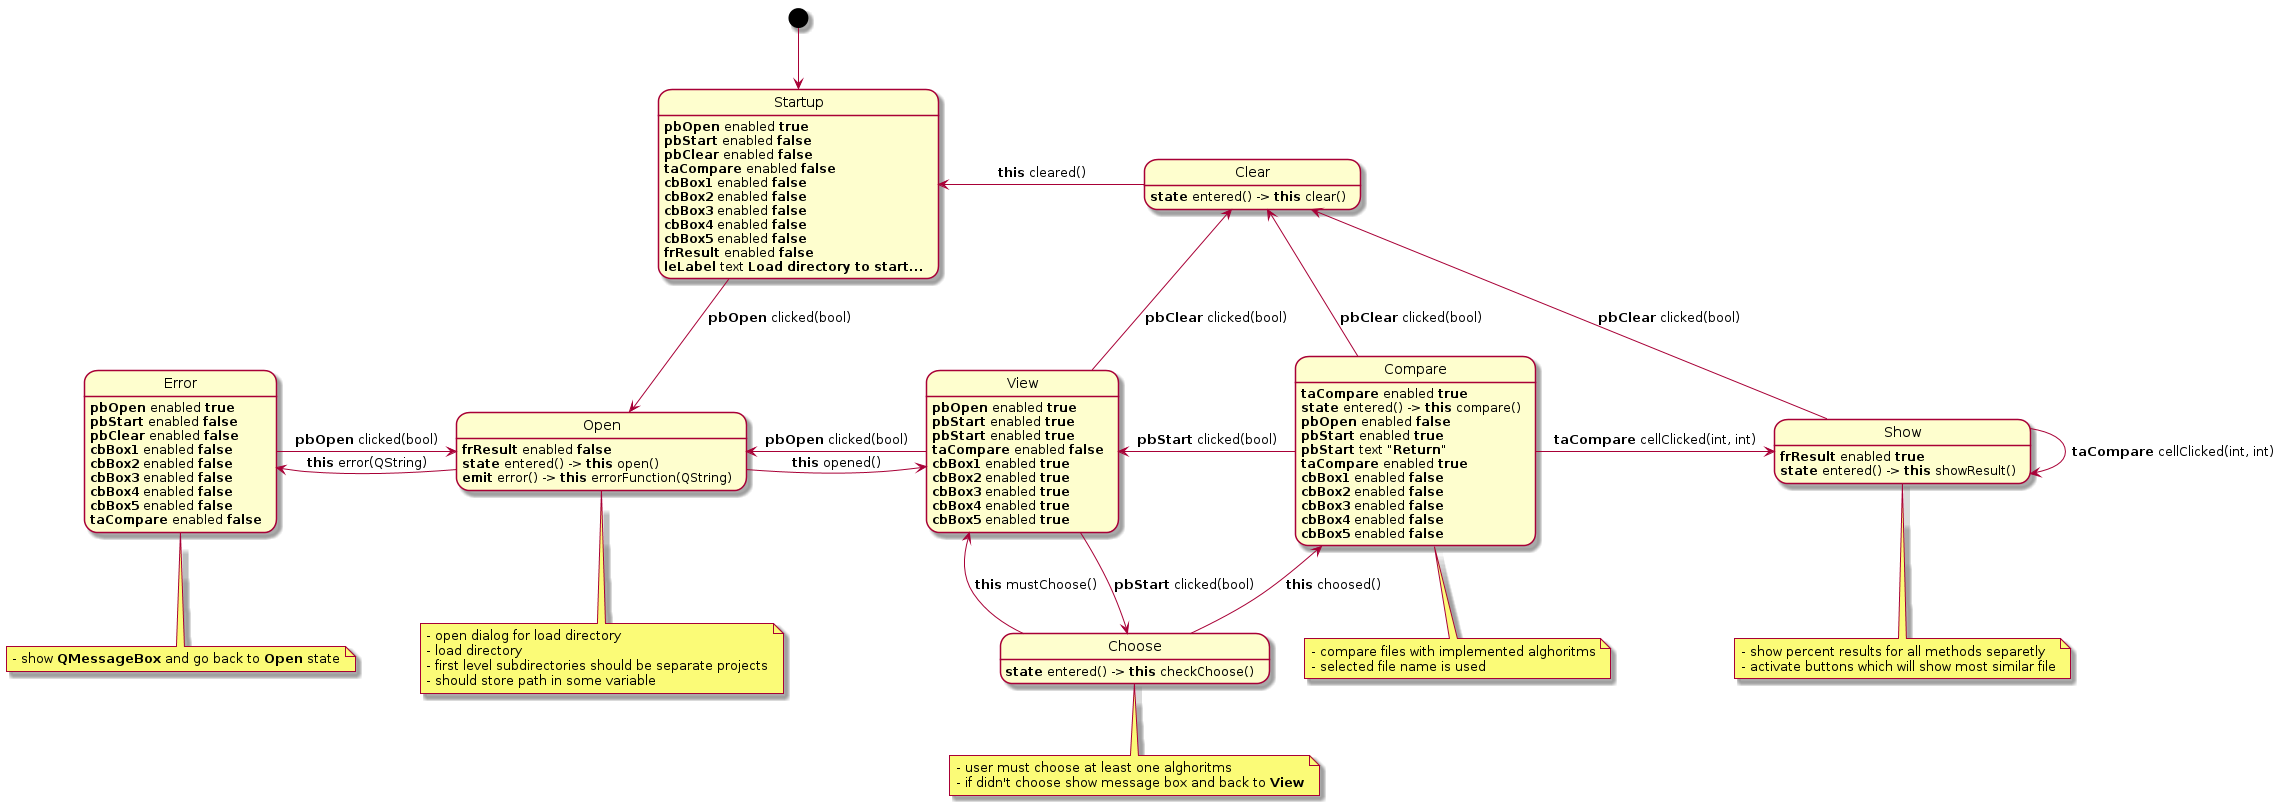 Startup
pbOpen enabled true
pbStart enabled false
pbClear enabled false
taCompare enabled false
cbBox1 enabled false
cbBox2 enabled false
cbBox3 enabled false
cbBox4 enabled false
cbBox5 enabled false
frResult enabled false
leLabel text Load directory to start...
this cleared()
Clear
state entered() -> this clear()
pbOpen clicked(bool)
pbClear clicked(bool)
pbClear clicked(bool)
pbClear clicked(bool)
Error
pbOpen enabled true
pbStart enabled false
pbClear enabled false
cbBox1 enabled false
cbBox2 enabled false
cbBox3 enabled false
cbBox4 enabled false
cbBox5 enabled false
taCompare enabled false
pbOpen clicked(bool)
this error(QString)
Open
frResult enabled false
state entered() -> this open()
emit error() -> this errorFunction(QString)
pbOpen clicked(bool)
this opened()
View
pbOpen enabled true
pbStart enabled true
pbStart enabled true
taCompare enabled false
cbBox1 enabled true
cbBox2 enabled true
cbBox3 enabled true
cbBox4 enabled true
cbBox5 enabled true
pbStart clicked(bool)
Compare
taCompare enabled true
state entered() -> this compare()
pbOpen enabled false
pbStart enabled true
pbStart text "Return"
taCompare enabled true
cbBox1 enabled false
cbBox2 enabled false
cbBox3 enabled false
cbBox4 enabled false
cbBox5 enabled false
taCompare cellClicked(int, int)
Show
frResult enabled true
state entered() -> this showResult()
taCompare cellClicked(int, int)
this mustChoose()
pbStart clicked(bool)
this choosed()
- show QMessageBox and go back to Open state
- open dialog for load directory
- load directory
- first level subdirectories should be separate projects
- should store path in some variable
Choose
state entered() -> this checkChoose()
- compare files with implemented alghoritms
- selected file name is used
- show percent results for all methods separetly
- activate buttons which will show most similar file
- user must choose at least one alghoritms
- if didn't choose show message box and back to View